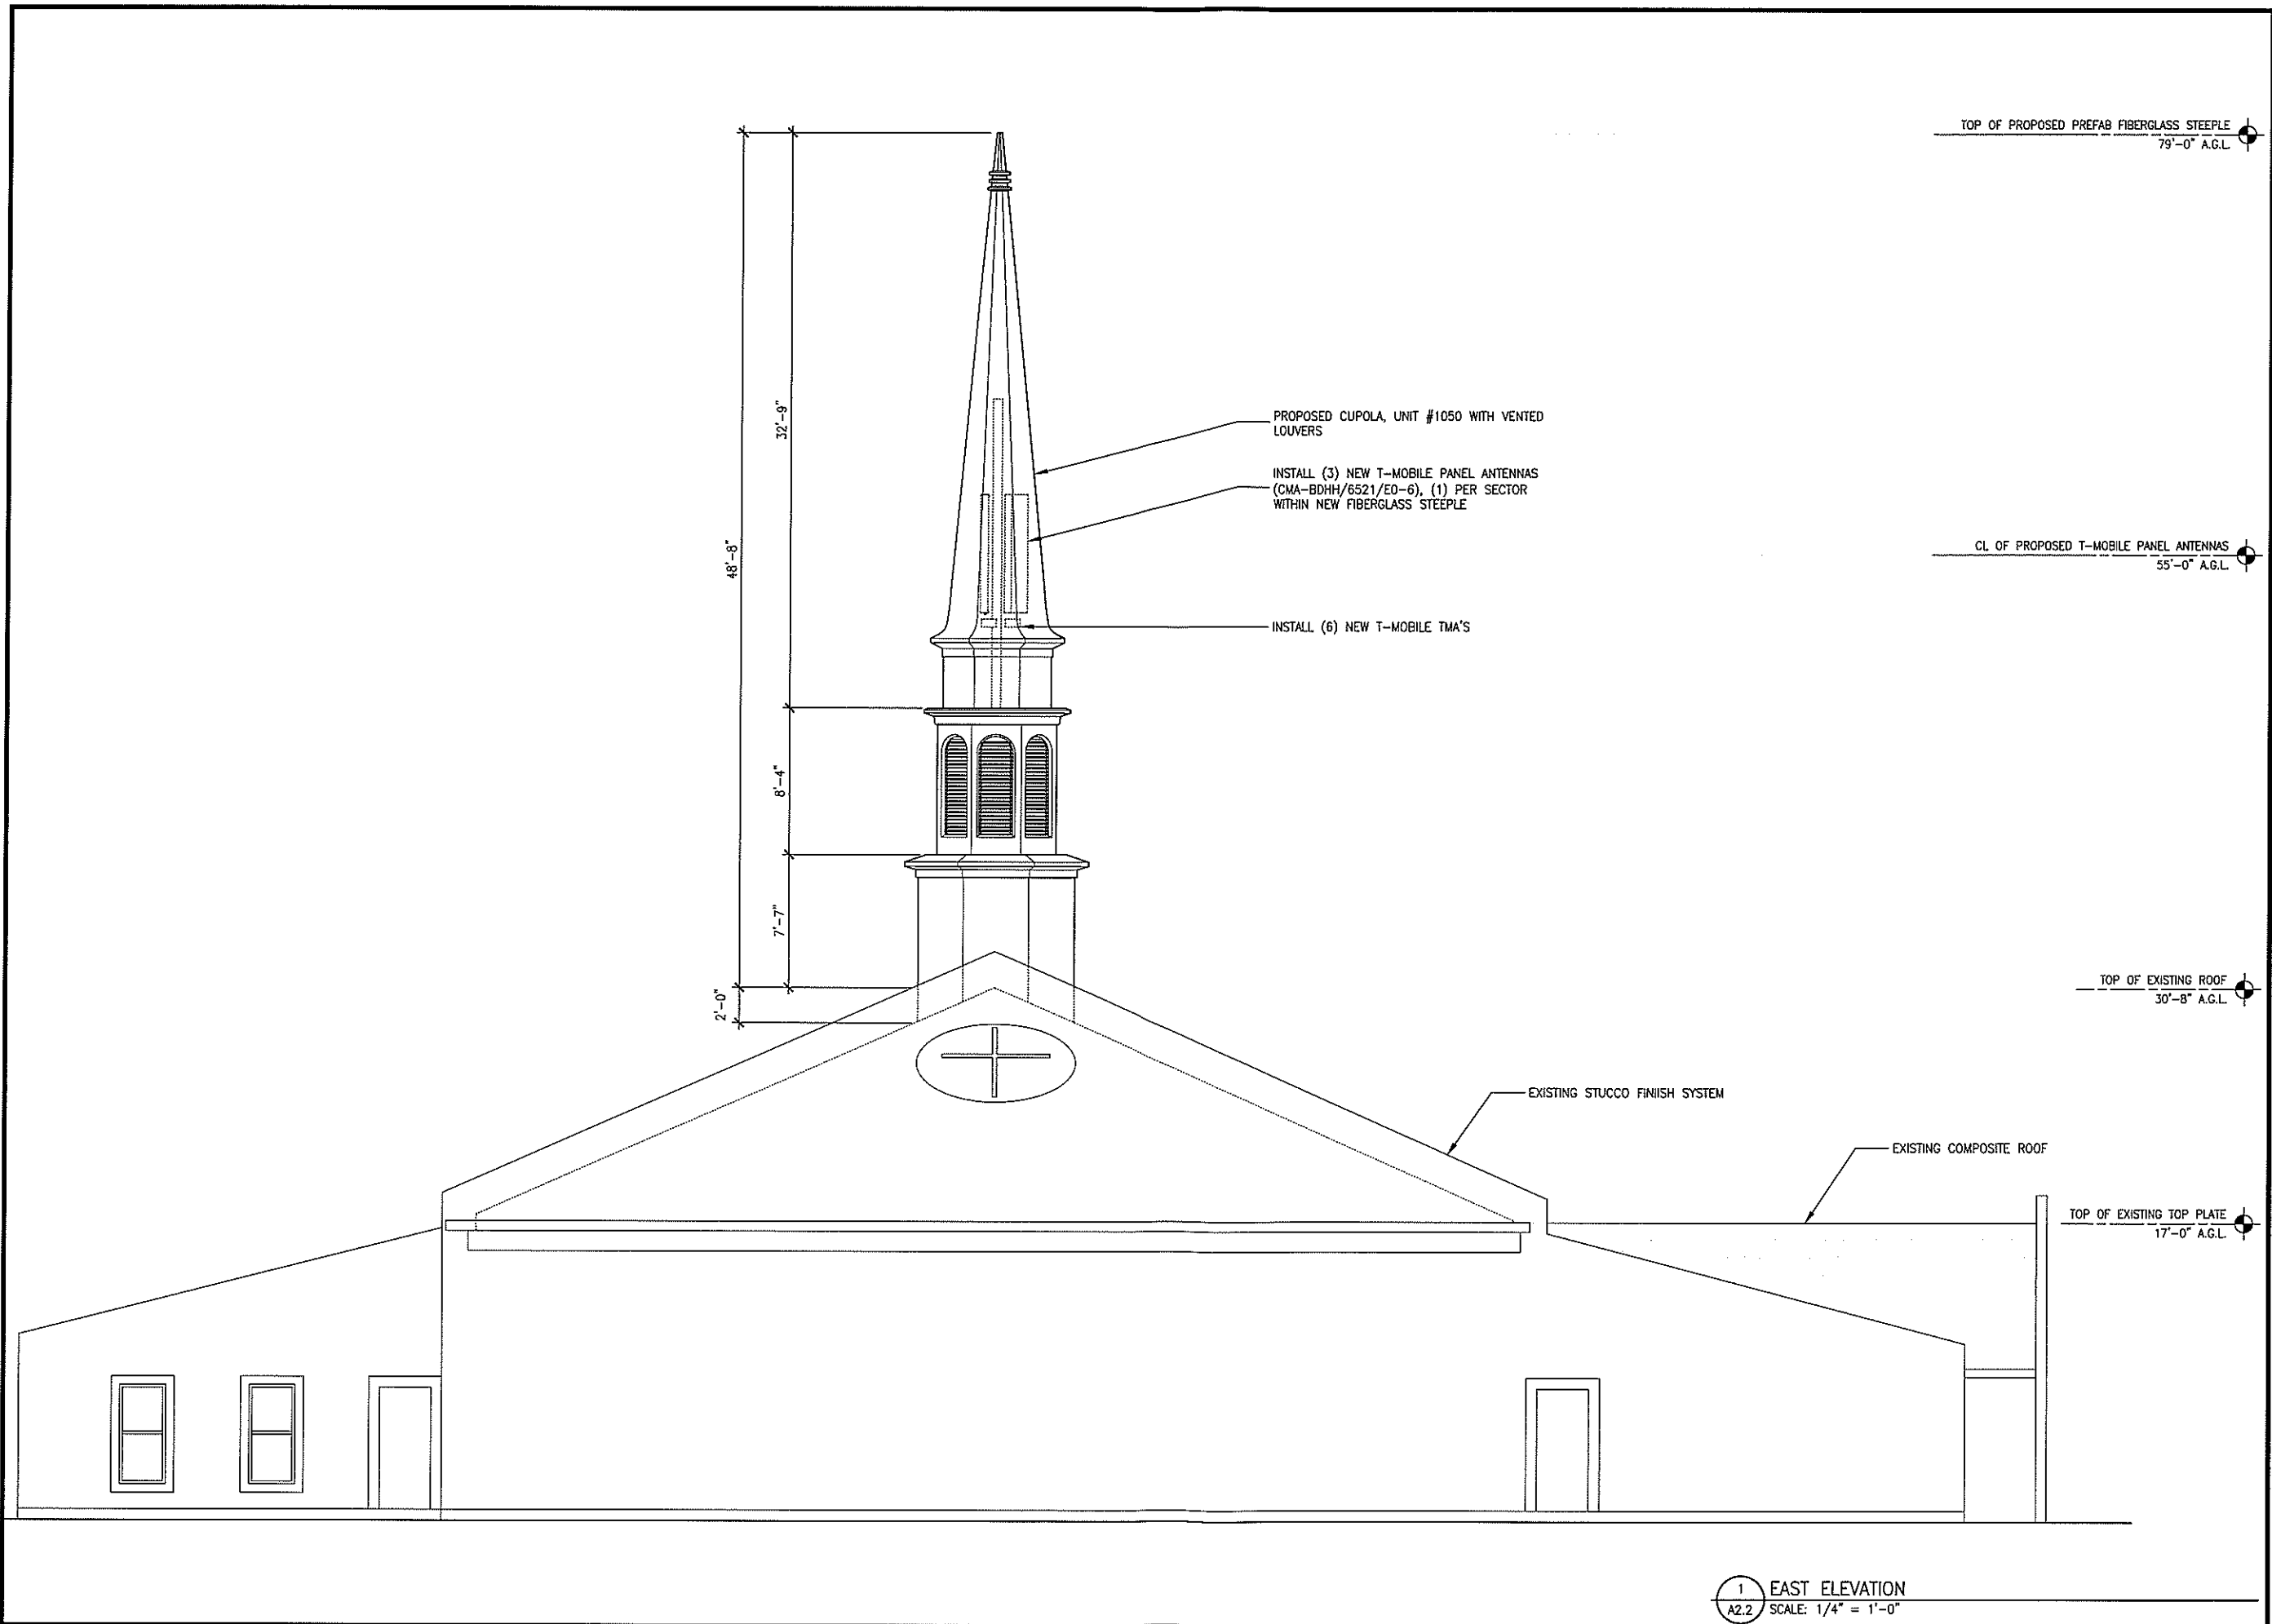 TOP OF PROPOSED PREFAB FIBERGLASS STEEPLE
79'-0" A.G.L.
32'-9"
48'-8"
PROPOSED CUPOLA, UNIT #1050 WITH VENTED
LOUVERS
INSTALL (3) NEW T-MOBILE PANEL ANTENNAS
(CMA-BDHH/6521/E0-6), (1) PER SECTOR
WITHIN NEW FIBERGLASS STEEPLE
CL OF PROPOSED T-MOBILE PANEL ANTENNAS
55'-0" A.G.L.
INSTALL (6) NEW T-MOBILE TMA'S
8'-4"
7'-7"
2'-0"
TOP OF EXISTING ROOF
30'-8" A.G.L.
EXISTING STUCCO FINIISH SYSTEM
EXISTING COMPOSITE ROOF
TOP OF EXISTING TOP PLATE
17'-0" A.G.L.
1
A2.2
EAST ELEVATION
SCALE: 1/4" = 1'-0"